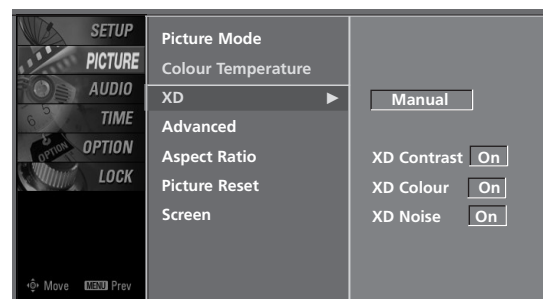 SETUP
PICTURE
AUDIO
TIME
OPTION
LOCK
Move MENU Prev
Picture Mode
Colour Temperature
XD ▶
Advanced
Aspect Ratio
Picture Reset
Screen
Manual
XD Contrast On
XD Colour On
XD Noise On